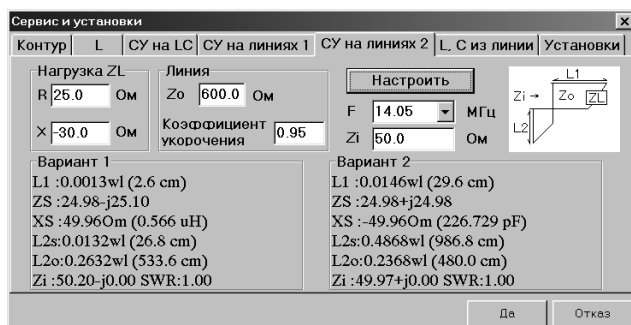 Сервис и установки
Контур L СУ на LC СУ на линиях 1 СУ на линиях 2 L, C из линии Установки
Нагрузка ZL
R 25.0 Ом
X -30.0 Ом
Линия
Zo 600.0 Ом
Коэффициент укорочения 0.95
Настроить
F 14.05 МГц
Zi 50.0 Ом
L1
Zi → Zo ZL
L2
Вариант 1
L1 :0.0013wl (2.6 cm)
ZS :24.98-j25.10
XS :49.96Om (0.566 uH)
L2s:0.0132wl (26.8 cm)
L2o:0.2632wl (533.6 cm)
Zi :50.20-j0.00 SWR:1.00
Вариант 2
L1 :0.0146wl (29.6 cm)
ZS :24.98+j24.98
XS :-49.96Om (226.729 pF)
L2s:0.4868wl (986.8 cm)
L2o:0.2368wl (480.0 cm)
Zi :49.97+j0.00 SWR:1.00
Да Отказ